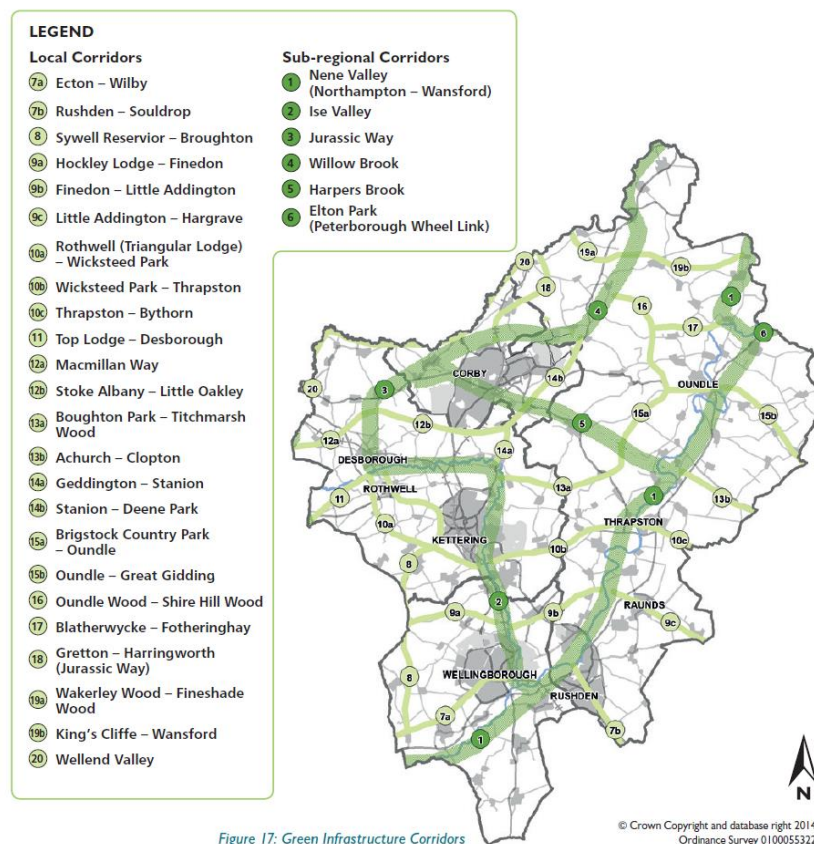 LEGEND
Local Corridors
7a Ecton – Wilby
7b Rushden – Souldrop
8 Sywell Reservior – Broughton
9a Hockley Lodge – Finedon
9b Finedon – Little Addington
9c Little Addington – Hargrave
10a Rothwell (Triangular Lodge)
– Wicksteed Park
10b Wicksteed Park – Thrapston
10c Thrapston – Bythorn
11 Top Lodge – Desborough
12a Macmillan Way
12b Stoke Albany – Little Oakley
13a Boughton Park – Titchmarsh
Wood
13b Achurch – Clopton
14a Geddington – Stanion
14b Stanion – Deene Park
15a Brigstock Country Park
– Oundle
15b Oundle – Great Gidding
16 Oundle Wood – Shire Hill Wood
17 Blatherwycke – Fotheringhay
18 Gretton – Harringworth
(Jurassic Way)
19a Wakerley Wood – Fineshade
Wood
19b King's Cliffe – Wansford
20 Wellend Valley
Sub-regional Corridors
1 Nene Valley
(Northampton – Wansford)
2 Ise Valley
3 Jurassic Way
4 Willow Brook
5 Harpers Brook
6 Elton Park
(Peterborough Wheel Link)
19a
20
19b
18
1
16
4
17
6
CORBY
14b
OUNDLE
20
3
15a
15b
12b
5
12a
14a
DESBOROUGH
13a
1
13b
ROTHWELL
11
10a
THRAPSTON
KETTERING
10b
10c
8
2
9a
9b
RAUNDS
9c
8
WELLINGBOROUGH
RUSHDEN
7a
7b
1
N
© Crown Copyright and database right 2014
Ordinance Survey 0100055322
Figure 17: Green Infrastructure Corridors